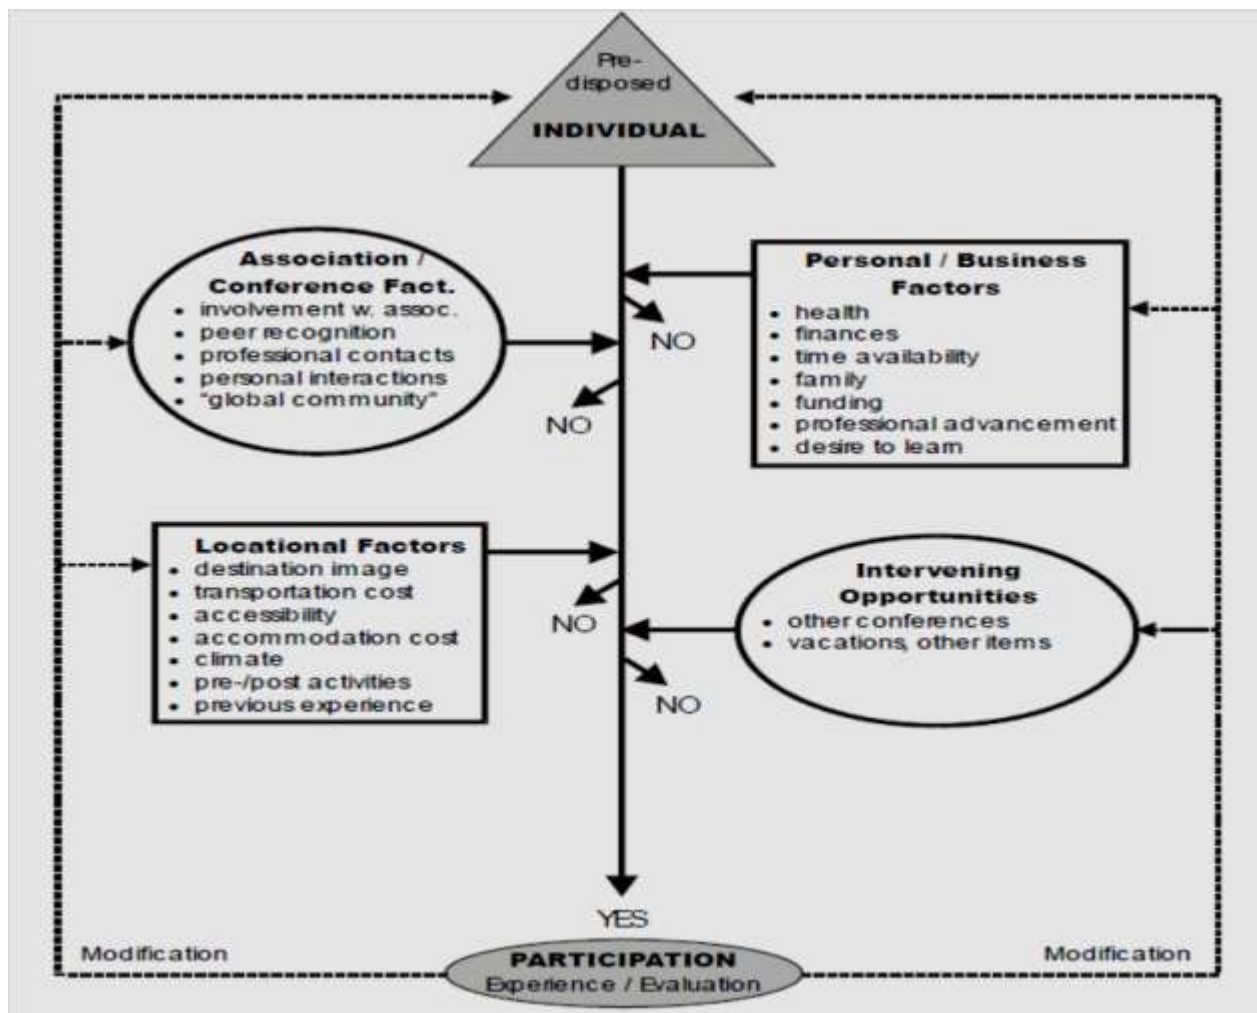 Pre-
disposed
INDIVIDUAL
Association /
Conference Fact.
• involvement w. assoc.
• peer recognition
• professional contacts
• personal interactions
• "global community"
Personal / Business
Factors
• health
• finances
• time availability
• family
• funding
• professional advancement
• desire to learn
NO
NO
Locational Factors
• destination image
• transportation cost
• accessibility
• accommodation cost
• climate
• pre-/post activities
• previous experience
Intervening
Opportunities
• other conferences
• vacations, other items
NO
NO
YES
Modification
PARTICIPATION
Experience / Evaluation
Modification